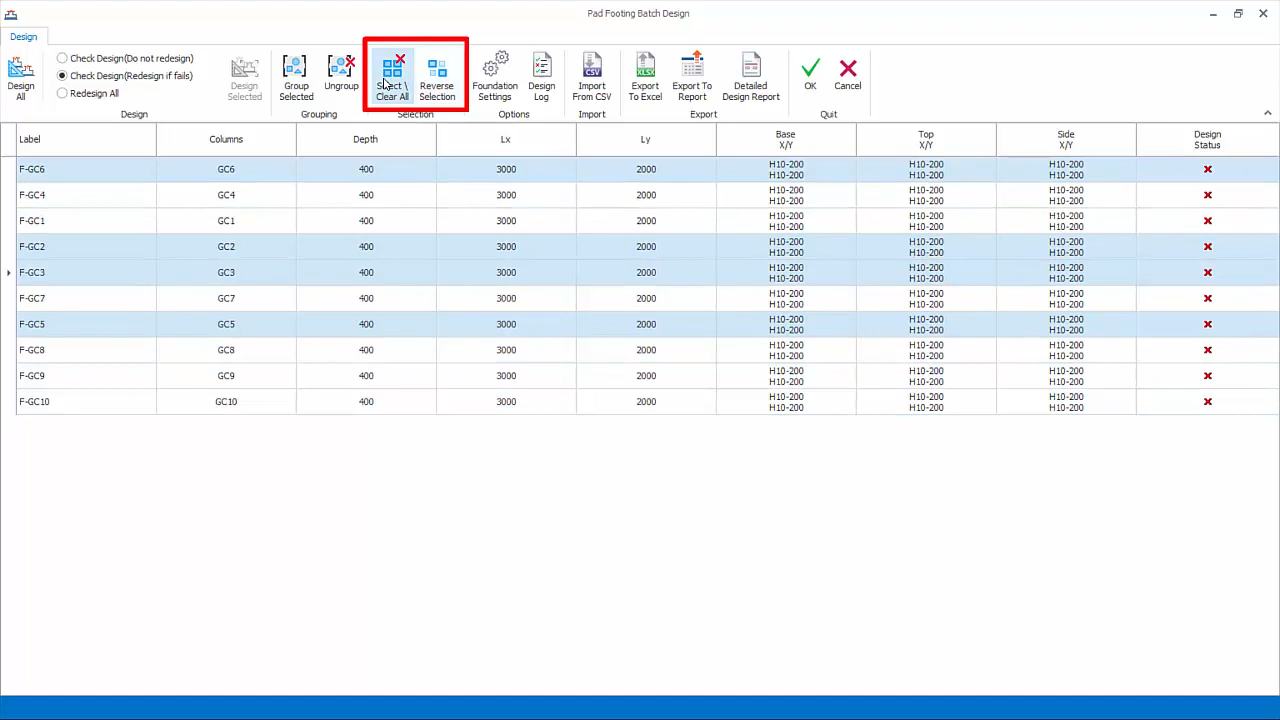 Pad Footing Batch Design
Design
Design
All
Check Design(Do not redesign)
Check Design(Redesign if fails)
Redesign All
Design
Selected
Group
Selected
Ungroup
Select \
Clear All
Reverse
Selection
Foundation
Settings
Design
Log
Import
From CSV
Export
To Excel
Export To
Report
Detailed
Design Report
OK
Cancel
Design
Grouping
Selection
Options
Import
Export
Quit
Label Columns Depth Lx Ly Base X/Y Top X/Y Side X/Y Design Status
F-GC6 GC6 400 3000 2000 H10-200 H10-200 H10-200
H10-200 H10-200 H10-200
F-GC4 GC4 400 3000 2000 H10-200 H10-200 H10-200
H10-200 H10-200 H10-200
F-GC1 GC1 400 3000 2000 H10-200 H10-200 H10-200
H10-200 H10-200 H10-200
F-GC2 GC2 400 3000 2000 H10-200 H10-200 H10-200
H10-200 H10-200 H10-200
F-GC3 GC3 400 3000 2000 H10-200 H10-200 H10-200
H10-200 H10-200 H10-200
F-GC7 GC7 400 3000 2000 H10-200 H10-200 H10-200
H10-200 H10-200 H10-200
F-GC5 GC5 400 3000 2000 H10-200 H10-200 H10-200
H10-200 H10-200 H10-200
F-GC8 GC8 400 3000 2000 H10-200 H10-200 H10-200
H10-200 H10-200 H10-200
F-GC9 GC9 400 3000 2000 H10-200 H10-200 H10-200
H10-200 H10-200 H10-200
F-GC10 GC10 400 3000 2000 H10-200 H10-200 H10-200
H10-200 H10-200 H10-200